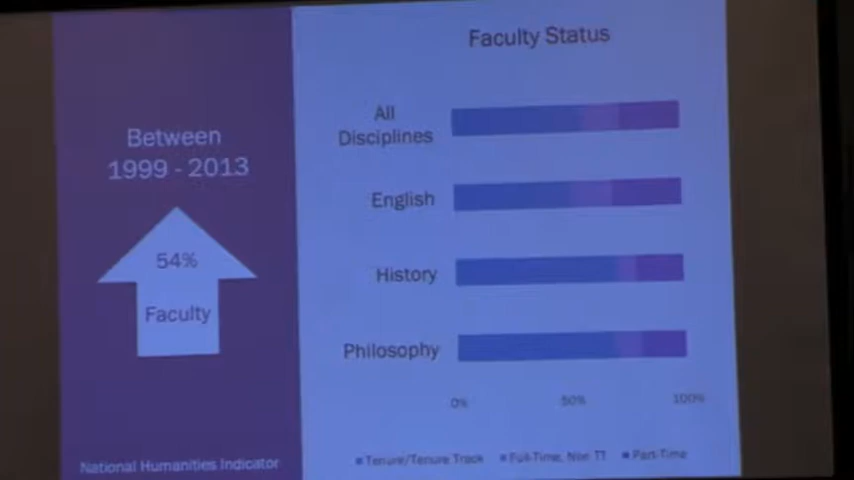 Between
1999 - 2013
54%
Faculty
National Humanities Indicator
Faculty Status
All
Disciplines
English
History
Philosophy
0%
50%
100%
Tenure/Tenure Track
Full-Time, Non TT
Part-Time